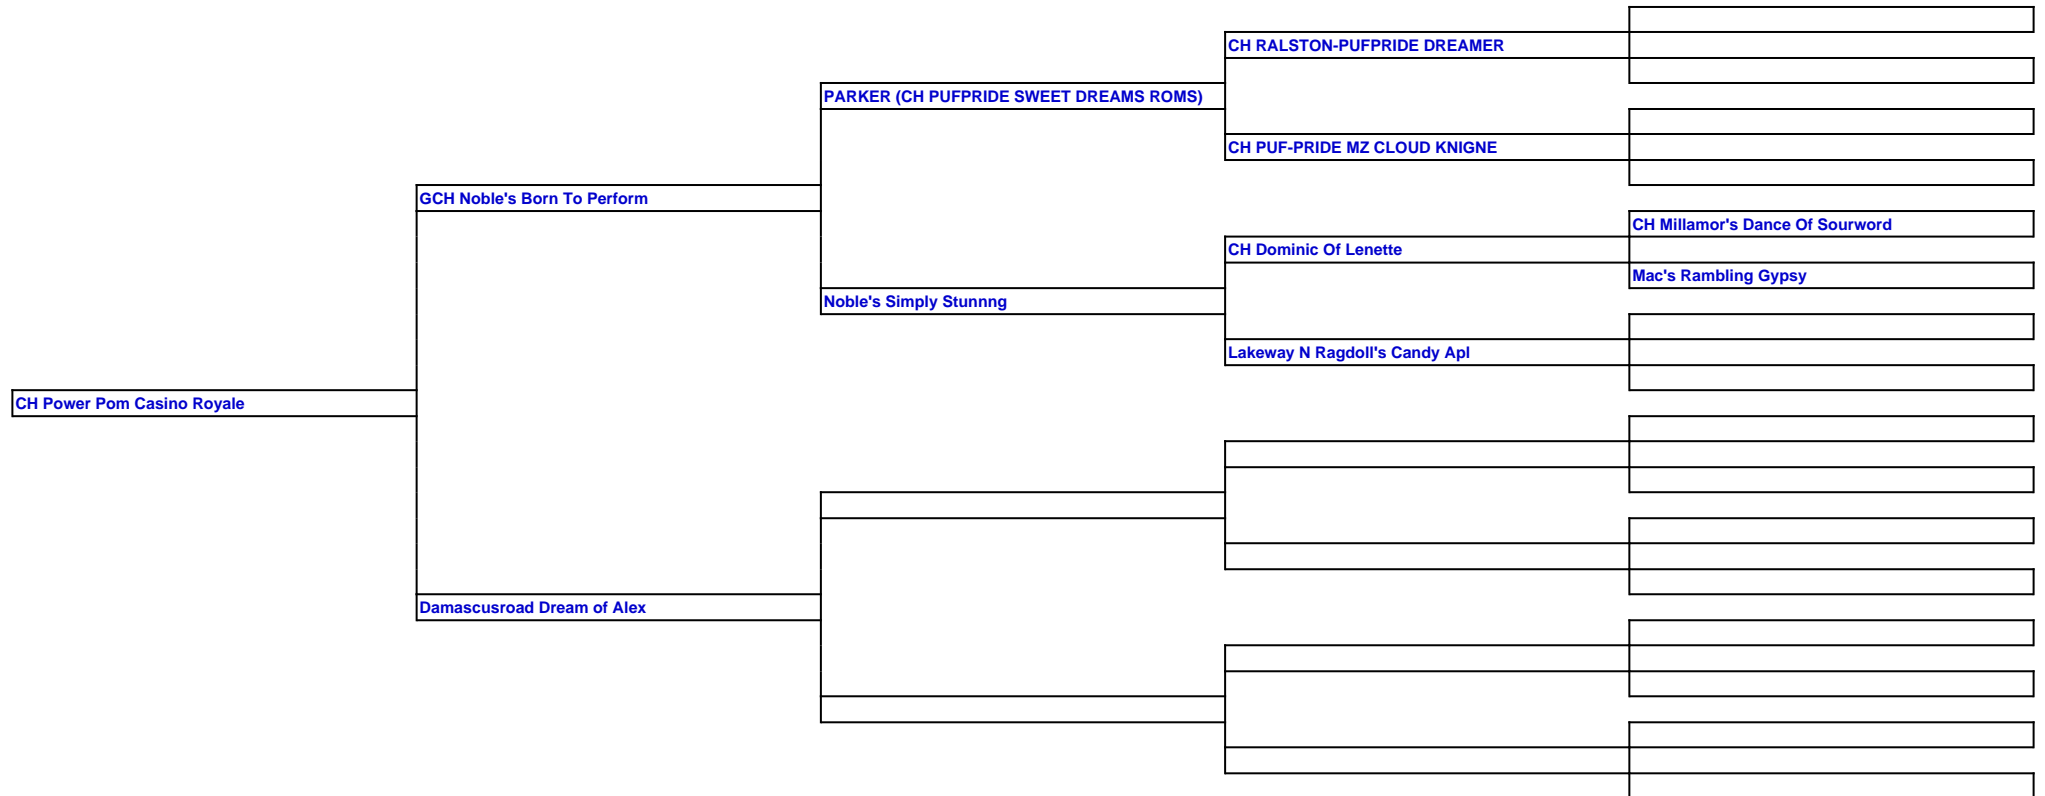 CH RALSTON-PUFPRIDE DREAMER
PARKER (CH PUFPRIDE SWEET DREAMS ROMS)
CH PUF-PRIDE MZ CLOUD KNIGNE
GCH Noble's Born To Perform
CH Millamor's Dance Of Sourword
CH Dominic Of Lenette
Mac's Rambling Gypsy
Noble's Simply Stunnng
Lakeway N Ragdoll's Candy Apl
CH Power Pom Casino Royale
Damascusroad Dream of Alex